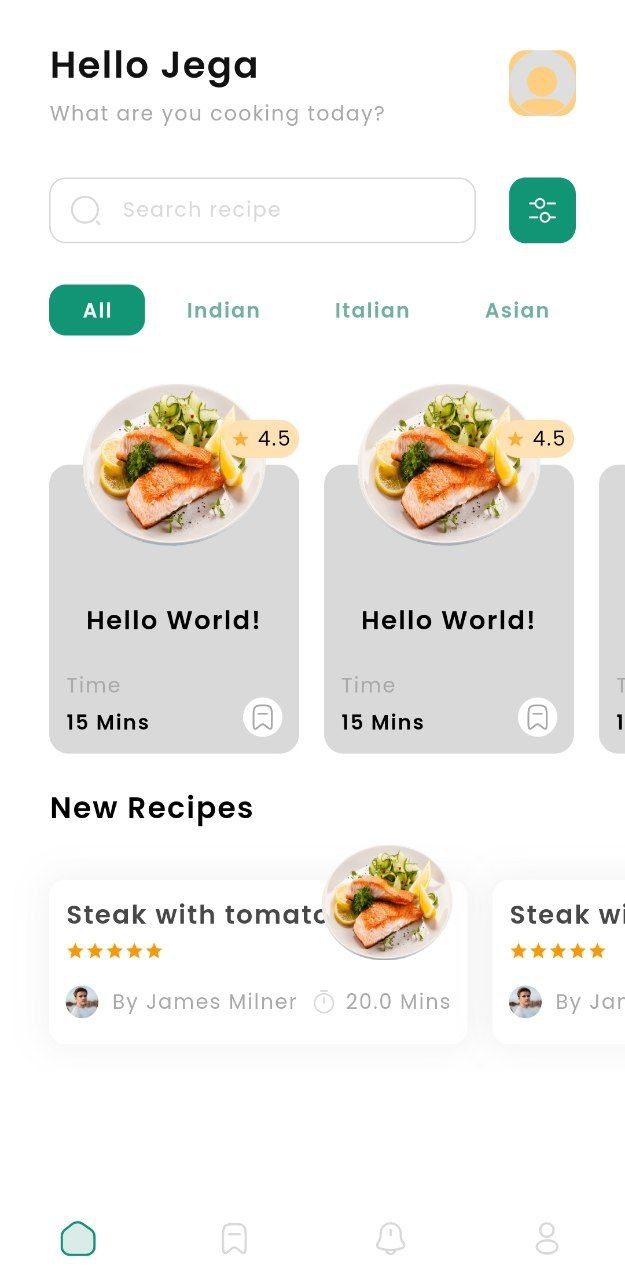 Hello Jega
What are you cooking today?
Search recipe
All Indian Italian Asian
4.5 4.5
Hello World! Hello World!
Time Time
15 Mins 15 Mins
New Recipes
Steak with tomato Steak
By James Milner 20.0 Mins By